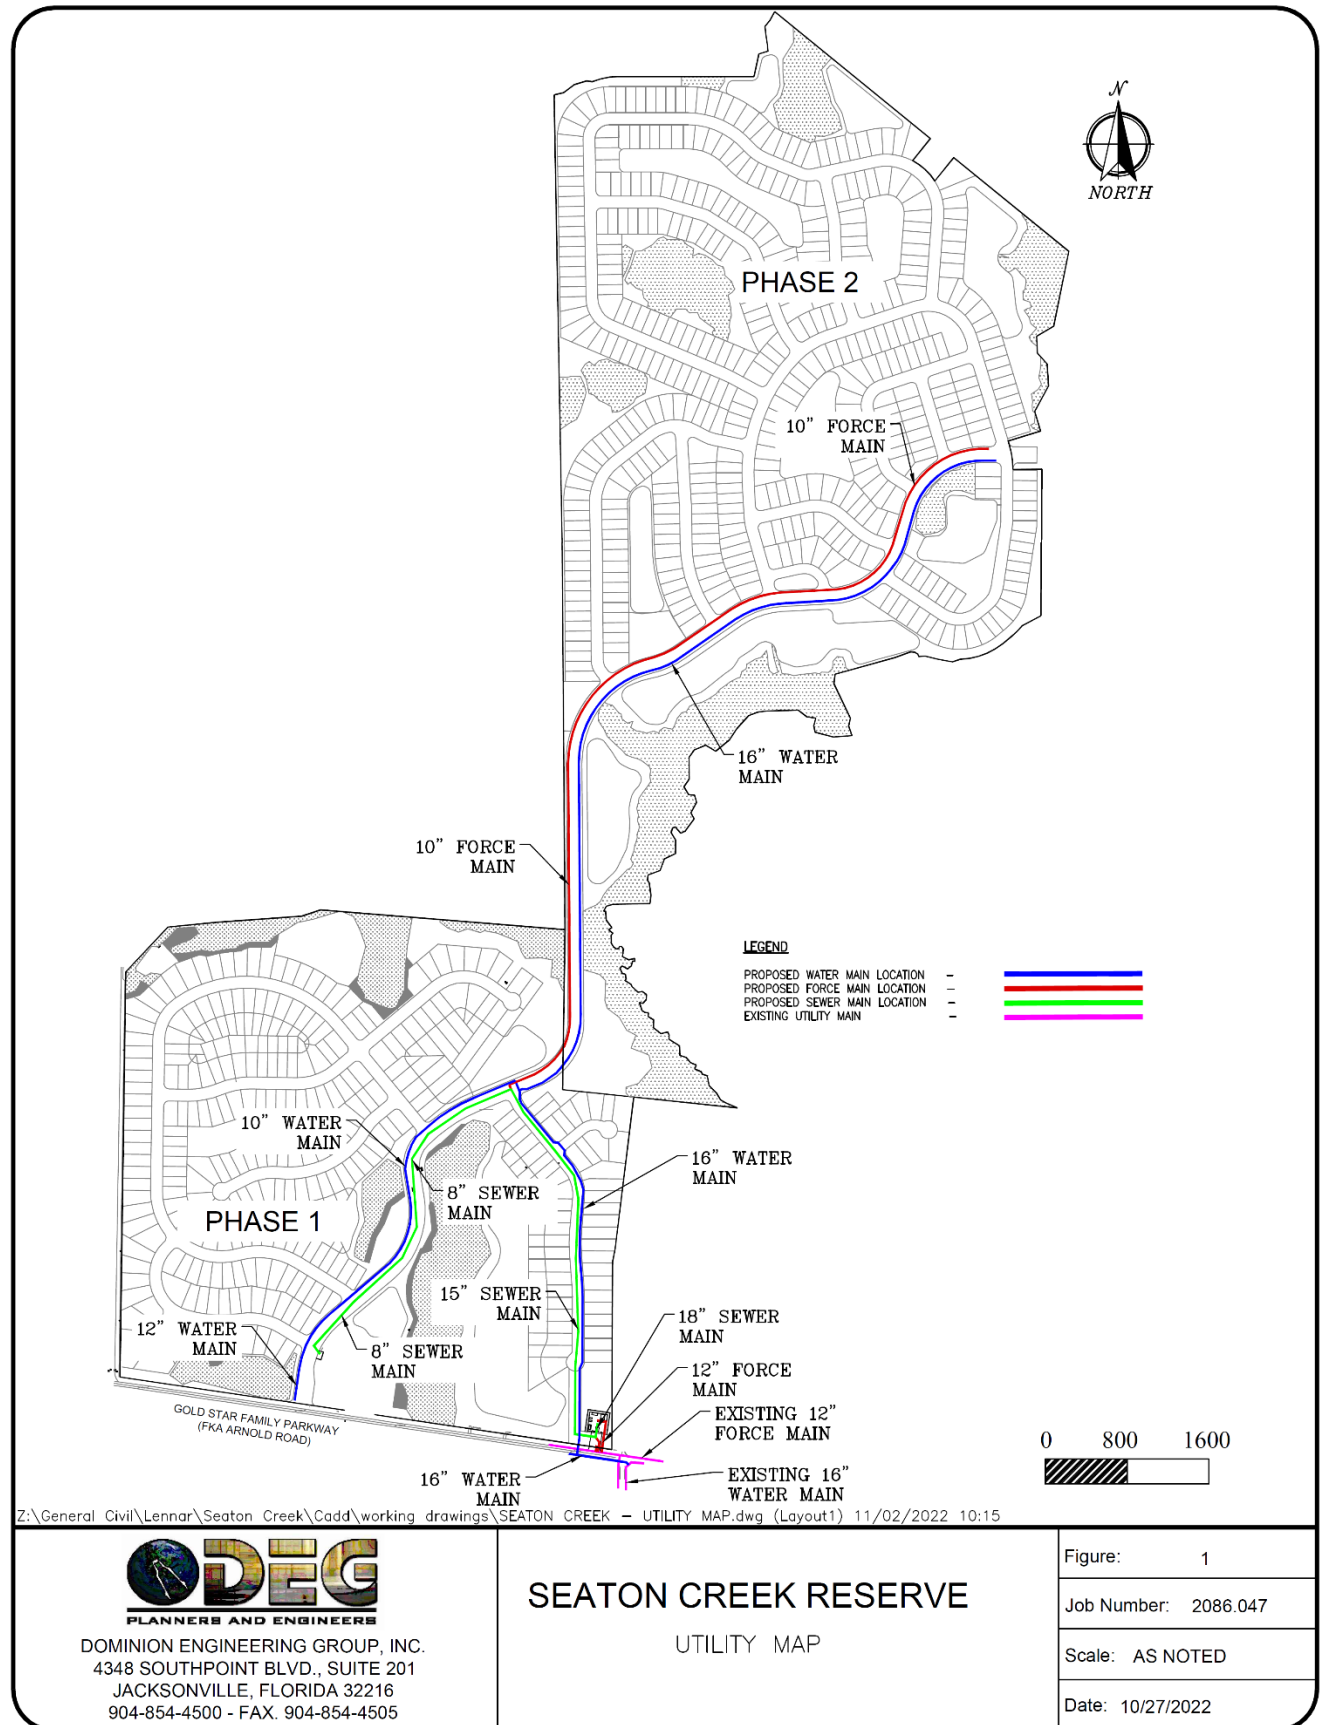 N
NORTH
PHASE 2
10" FORCE
MAIN
16" WATER
MAIN
10" FORCE
MAIN
LEGEND
PROPOSED WATER MAIN LOCATION -
PROPOSED FORCE MAIN LOCATION -
PROPOSED SEWER MAIN LOCATION -
EXISTING UTILITY MAIN -
10" WATER
MAIN
16" WATER
MAIN
8" SEWER
MAIN
PHASE 1
15" SEWER
MAIN
18" SEWER
MAIN
12" WATER
MAIN
8" SEWER
MAIN
12" FORCE
MAIN
GOLD STAR FAMILY PARKWAY
(FKA ARNOLD ROAD)
EXISTING 12"
FORCE MAIN
0 800 1600
16" WATER
MAIN
EXISTING 16"
WATER MAIN
Z:\General Civil\Lennar\Seaton Creek\Cadd\working drawings\SEATON CREEK - UTILITY MAP.dwg (Layout1) 11/02/2022 10:15
DEG
PLANNERS AND ENGINEERS
DOMINION ENGINEERING GROUP, INC.
4348 SOUTHPOINT BLVD., SUITE 201
JACKSONVILLE, FLORIDA 32216
904-854-4500 - FAX. 904-854-4505
SEATON CREEK RESERVE
UTILITY MAP
Figure: 1
Job Number: 2086.047
Scale: AS NOTED
Date: 10/27/2022